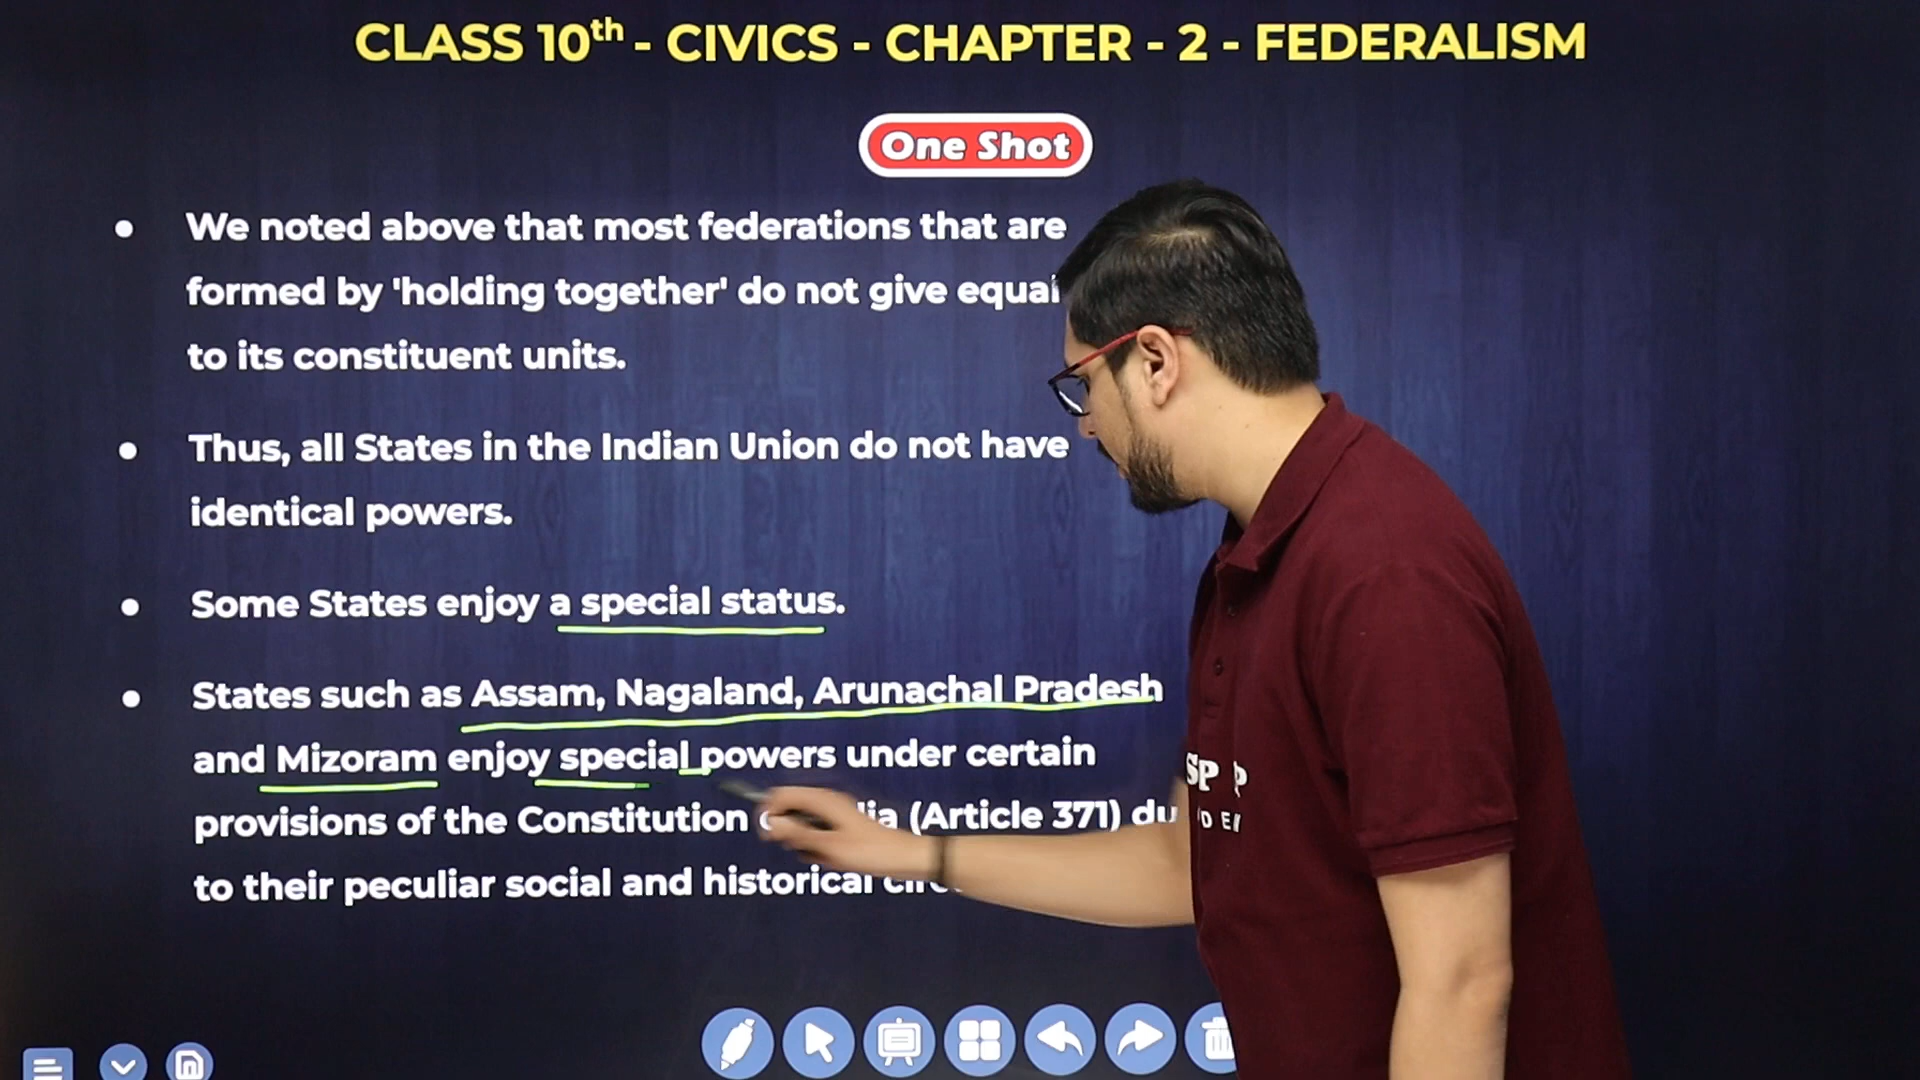 CLASS 10th - CIVICS - CHAPTER - 2 - FEDERALISM
One Shot
We noted above that most federations that are
formed by 'holding together' do not give equal
to its constituent units.
Thus, all States in the Indian Union do not have
identical powers.
Some States enjoy a special status.
States such as Assam, Nagaland, Arunachal Pradesh
and Mizoram enjoy special powers under certain
provisions of the Constitution (Article 371)
to their peculiar social and historical